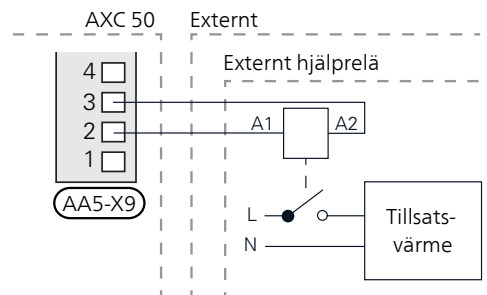 AXC 50
Externt
Externt hjälprelä
4
3
2
1
A1
A2
AA5-X9
L
N
Tillsats-
värme